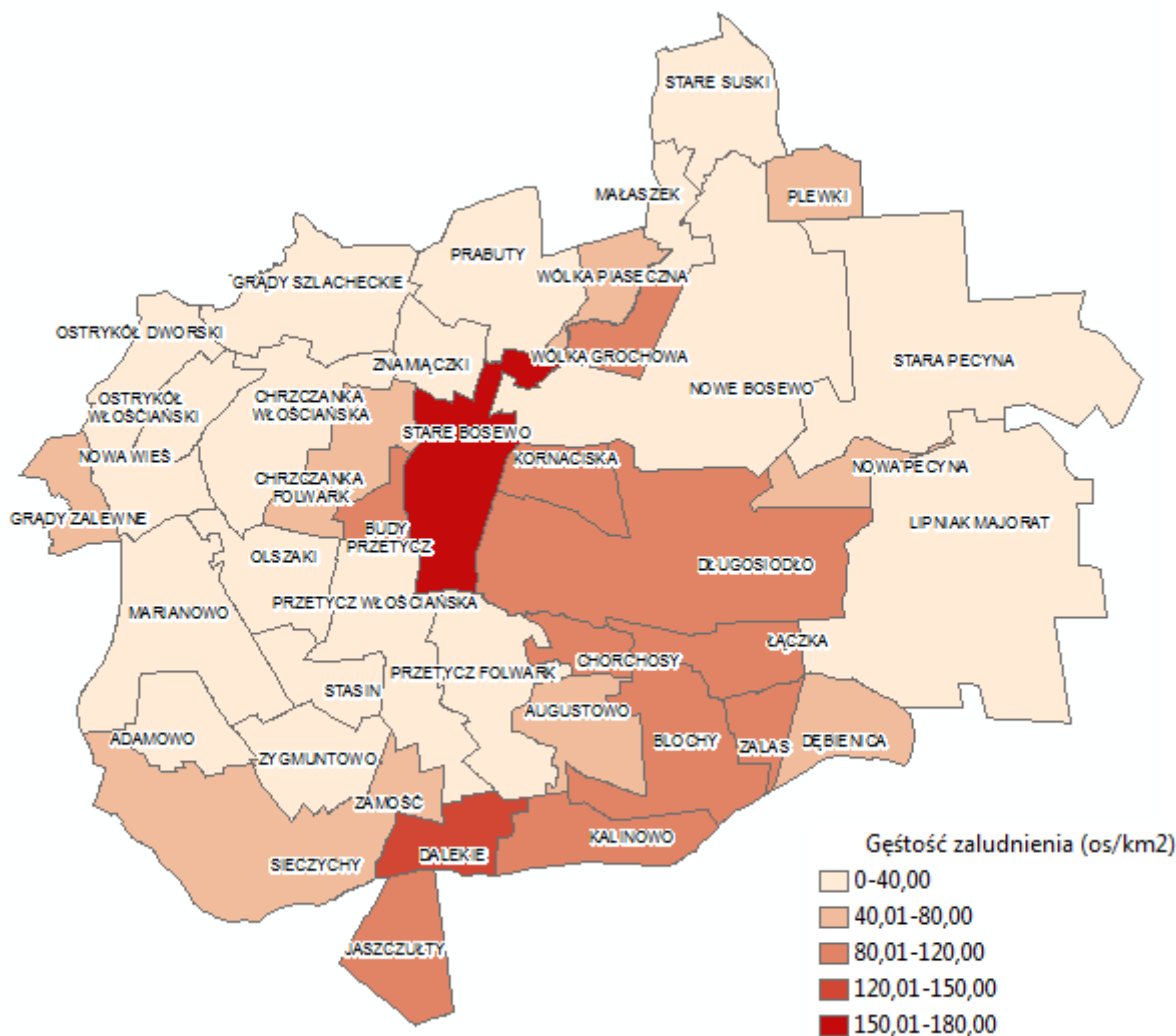 STARE SUSKI
MAŁASZEK
PLEWKI
PRABUTY
GRĄDY SZLACHECKIE
WÓLKA PIASECZNA
OSTRYKÓŁ DWORSKI
ZNAMIĄCZKI
WÓLKA GROCHOWA
STARA PECYNA
NOWE BOSEWO
OSTRYKÓŁ
WŁOŚCIAŃSKI
CHRZCZANKA
WŁOŚCIAŃSKA
STARE BOSEWO
NOWA WIEŚ
KORNACISKA
NOWA PECYNA
CHRZCZANKA
FOLWARK
GRĄDY ZALEWNE
LIPNIAK MAJORAT
BUDY
PRZETYCZ
OLSZAKI
DŁUGOSIODŁO
MARIANOWO
PRZETYCZ WŁOŚCIAŃSKA
ŁĄCZKA
CHORCHOSY
PRZETYCZ FOLWARK
STASIN
AUGUSTOWO
ADAMOWO
BLOCHY
ZALAS
DĘBIENICA
ZYGMUNTOWO
ZAMOŚĆ
KALINOWO
SIECZYCHY
DALEKIE
JASZCZUŁTY
Gęśtość zaludnienia (os/km2)
0-40,00
40,01-80,00
80,01-120,00
120,01-150,00
150,01-180,00